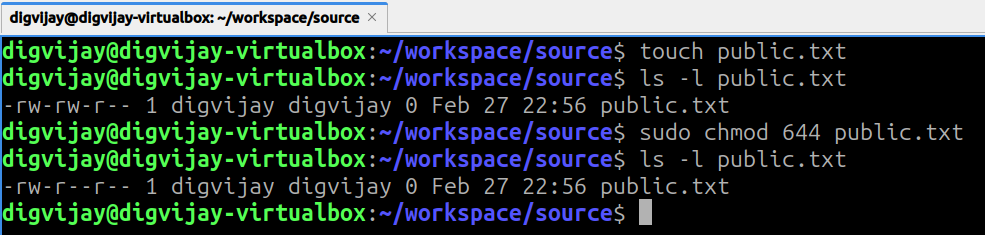 digvijay@digvijay-virtualbox: ~/workspace/source ×
digvijay@digvijay-virtualbox:~/workspace/source$ touch public.txt
digvijay@digvijay-virtualbox:~/workspace/source$ ls -l public.txt
-rw-rw-r-- 1 digvijay digvijay 0 Feb 27 22:56 public.txt
digvijay@digvijay-virtualbox:~/workspace/source$ sudo chmod 644 public.txt
digvijay@digvijay-virtualbox:~/workspace/source$ ls -l public.txt
-rw-r--r-- 1 digvijay digvijay 0 Feb 27 22:56 public.txt
digvijay@digvijay-virtualbox:~/workspace/source$